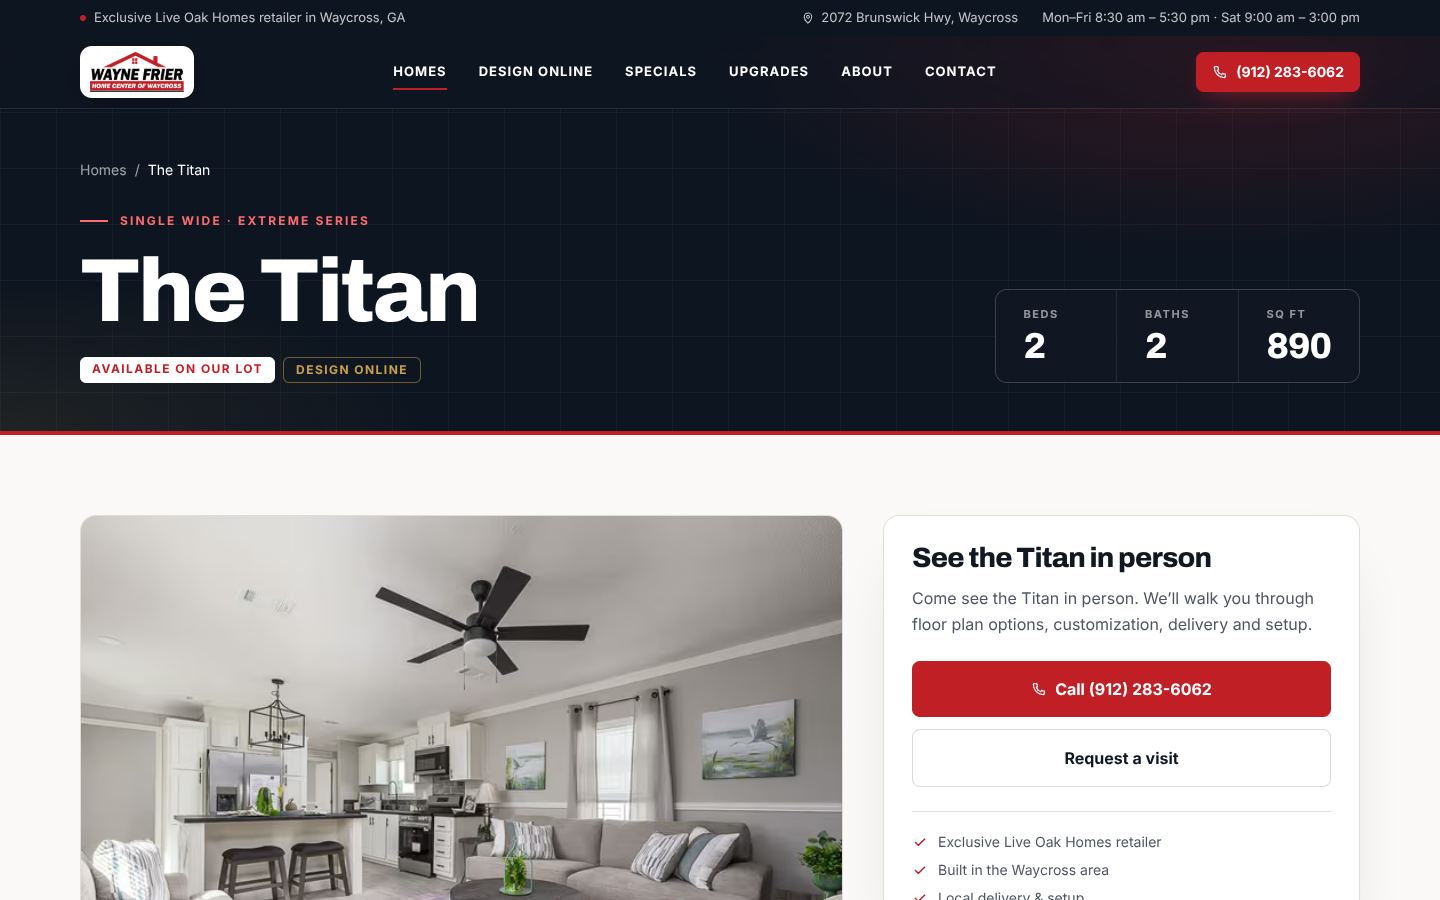 Exclusive Live Oak Homes retailer in Waycross, GA
2072 Brunswick Hwy, Waycross
Mon–Fri 8:30 am – 5:30 pm · Sat 9:00 am – 3:00 pm
WAYNE FRIER
HOME CENTER OF WAYCROSS
HOMES
DESIGN ONLINE
SPECIALS
UPGRADES
ABOUT
CONTACT
(912) 283-6062
Homes / The Titan
SINGLE WIDE · EXTREME SERIES
The Titan
AVAILABLE ON OUR LOT
DESIGN ONLINE
BEDS
2
BATHS
2
SQ FT
890
See the Titan in person
Come see the Titan in person. We’ll walk you through
floor plan options, customization, delivery and setup.
Call (912) 283-6062
Request a visit
Exclusive Live Oak Homes retailer
Built in the Waycross area
Local delivery & setup